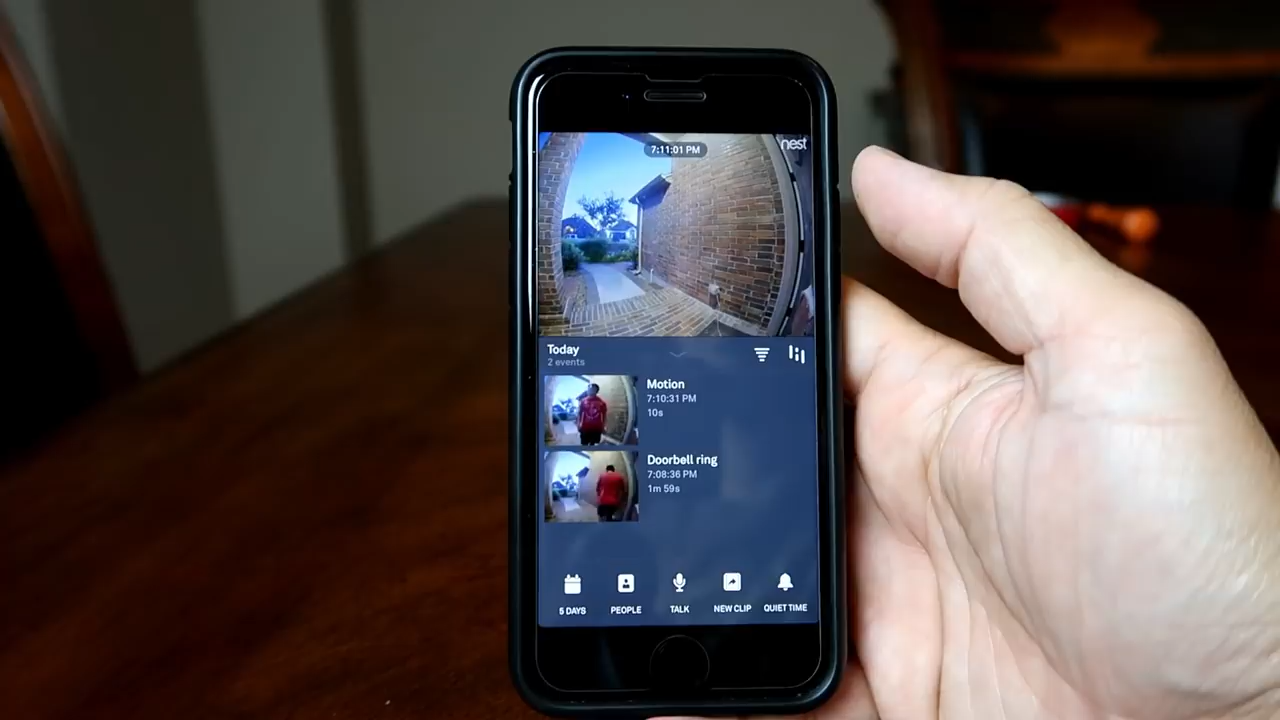 7:11:01 PM
nest
Today
2 events
Motion
7:10:31 PM
10s
Doorbell ring
7:08:36 PM
1m 59s
5 DAYS
PEOPLE
TALK
NEW CLIP
QUIET TIME